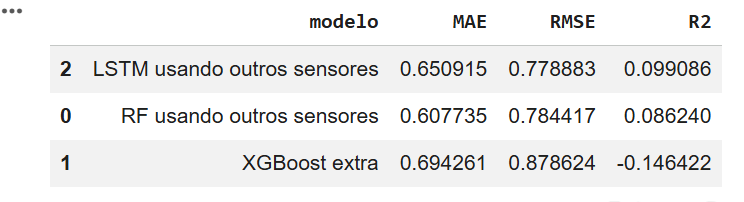 modelo MAE RMSE R2
2 LSTM usando outros sensores 0.650915 0.778883 0.099086
0 RF usando outros sensores 0.607735 0.784417 0.086240
1 XGBoost extra 0.694261 0.878624 -0.146422